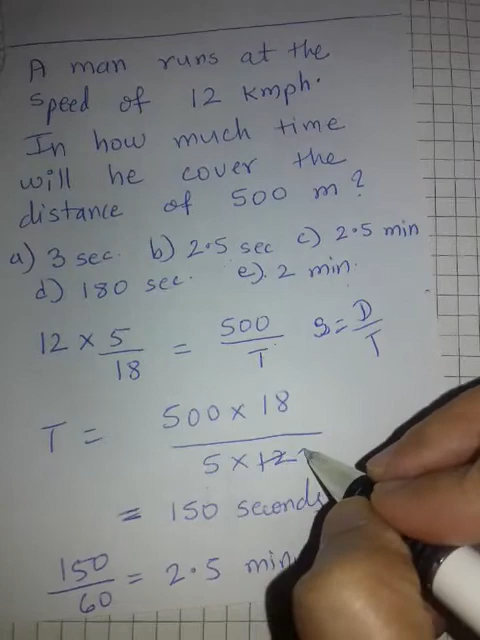 A man runs at the
speed of 12 kmph.
In how much time
will he cover the
distance of 500 m?
a) 3 sec. b) 2.5 sec c) 2.5 min
d) 180 sec. e). 2 min.
12 × 5/18 = 500/T S = D/T
T = 500 × 18 / 5 × 12
= 150 seconds
150/60 = 2.5 min